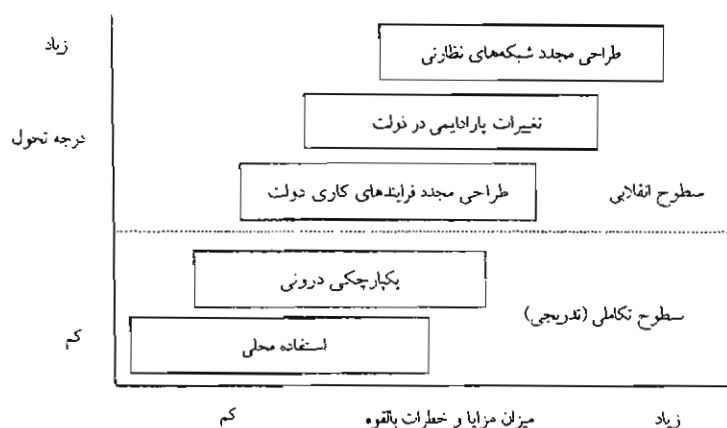 زیاد
طراحی مجدد شبکه‌های نظارتی
تغییرات پارادایمی در دولت
درجه تحول
طراحی مجدد فرایندهای کاری دولت
سطوح انقلابی
یکپارچکی درونی
سطوح تکاملی (تدریجی)
کم
استفاده محلی
کم
میزان مزایا و خطرات بالقوه
زیاد